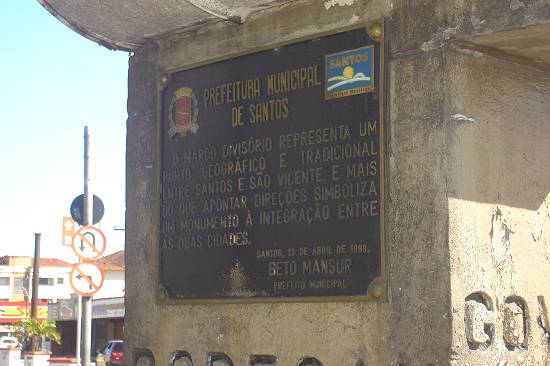 PREFEITURA MUNICIPAL
DE SANTOS
SANTOS
O MARCO DIVISÓRIO REPRESENTA UM
PONTO GEOGRÁFICO E TRADICIONAL
ENTRE SANTOS E SÃO VICENTE, E MAIS
DO QUE APONTAR DIREÇÕES SIMBOLIZA
UM MONUMENTO À INTEGRAÇÃO ENTRE
AS DUAS CIDADES.
SANTOS, 23 DE ABRIL DE 1999.
BETO MANSUR
PREFEITO MUNICIPAL